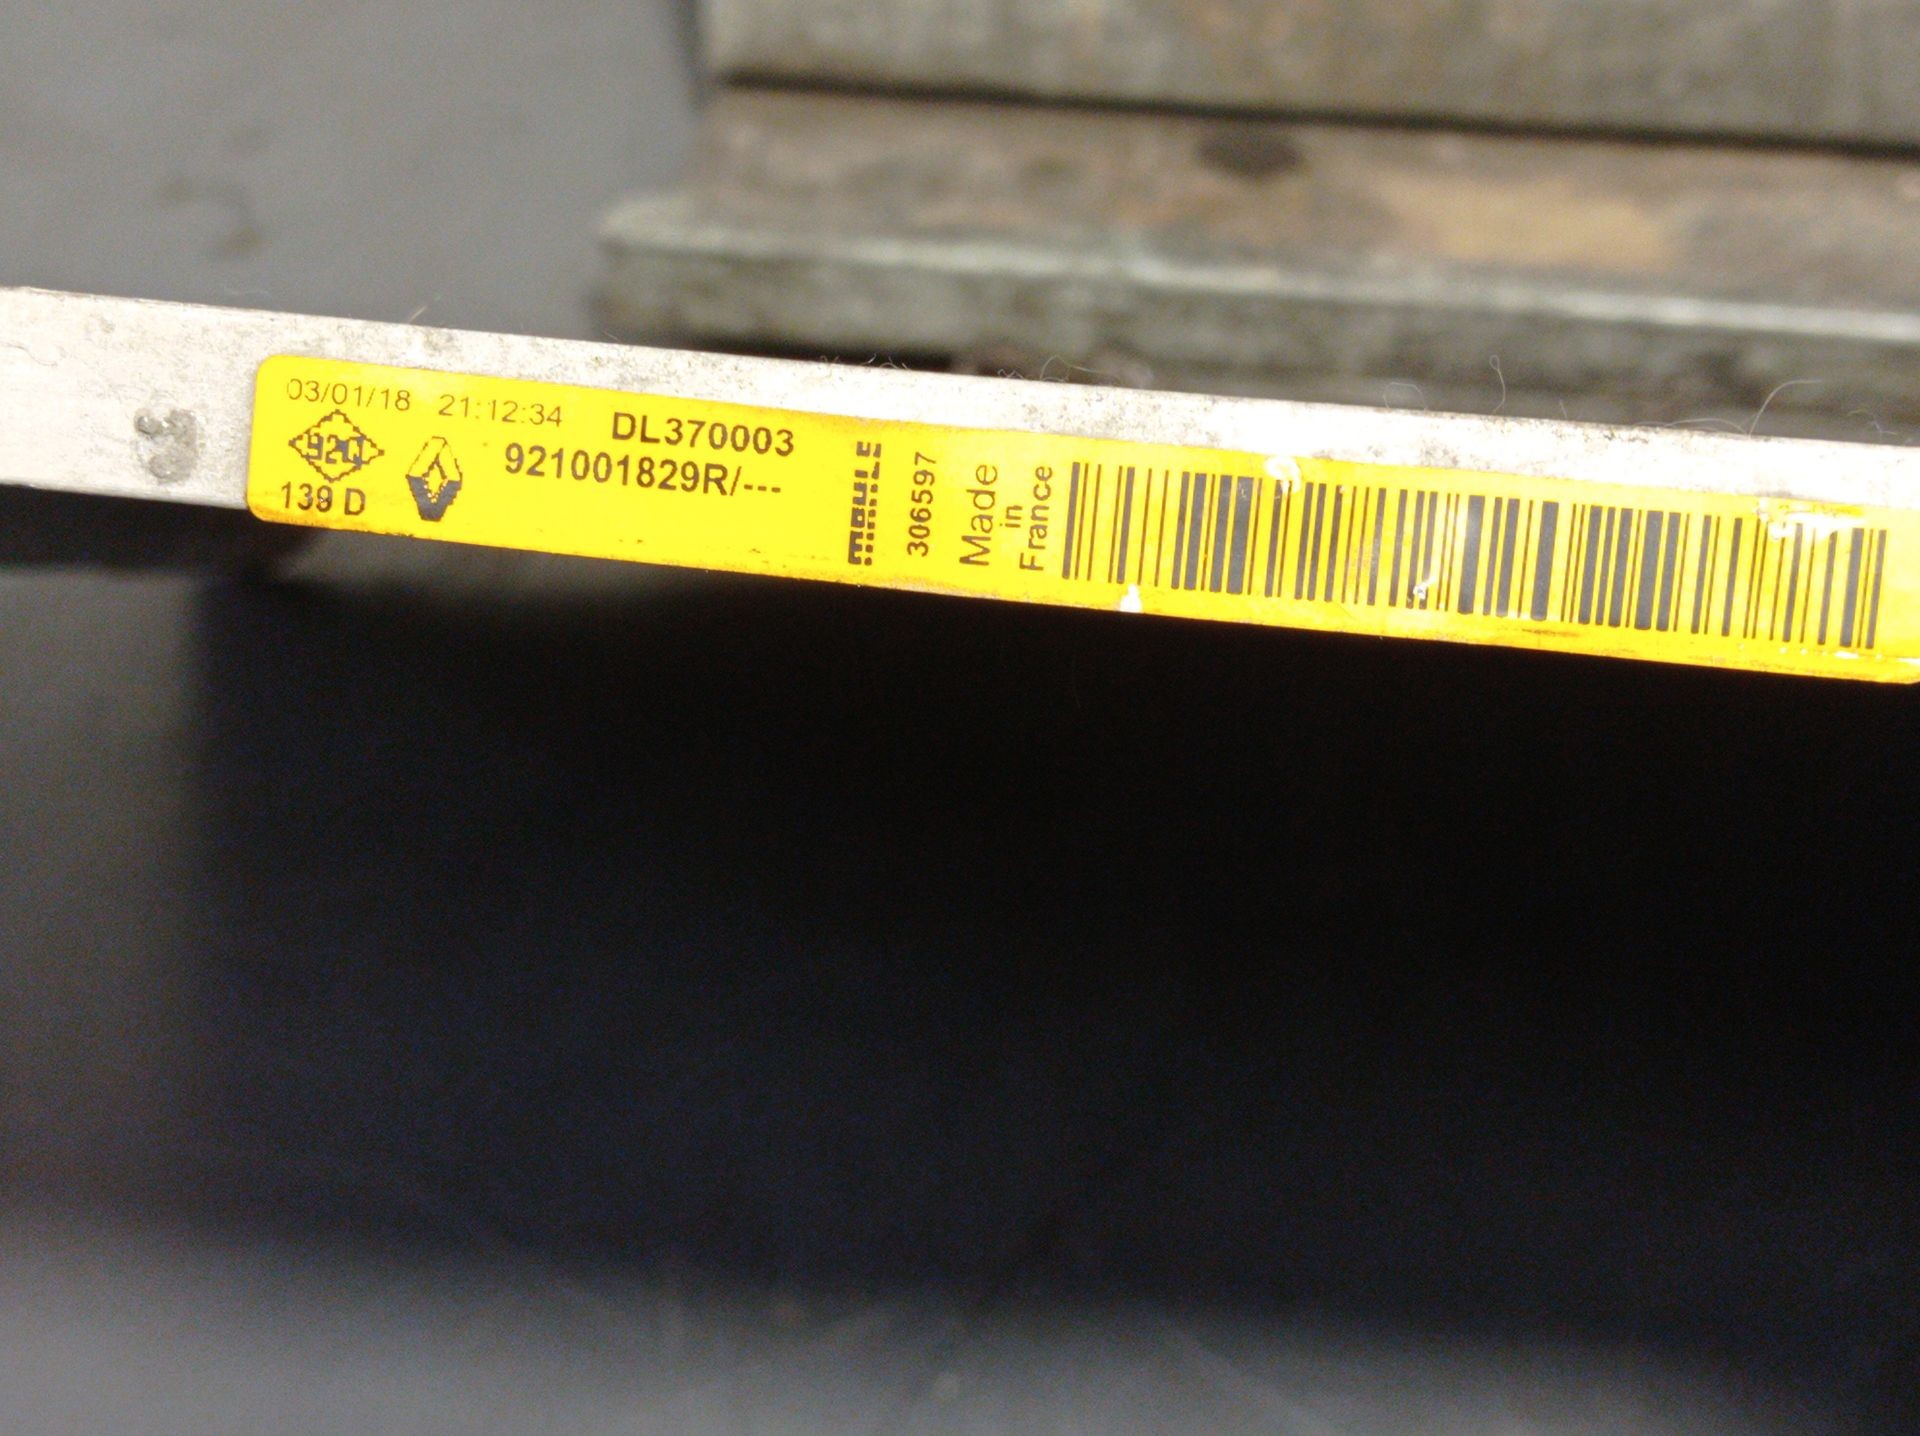 03/01/18 21:12:34 DL370003
921001829R/---
139 D
MAHLE
306597
Made
in
France